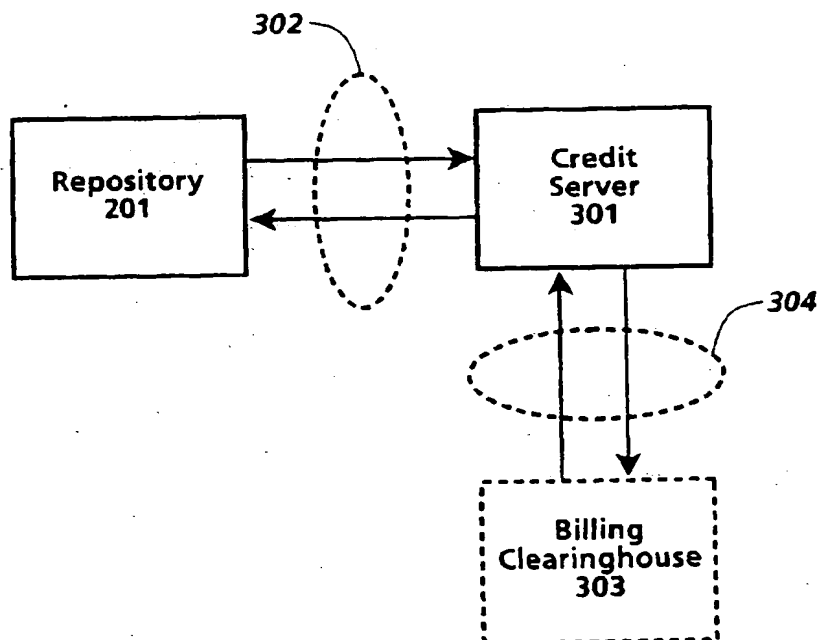 302
Repository
201
Credit
Server
301
304
Billing
Clearinghouse
303